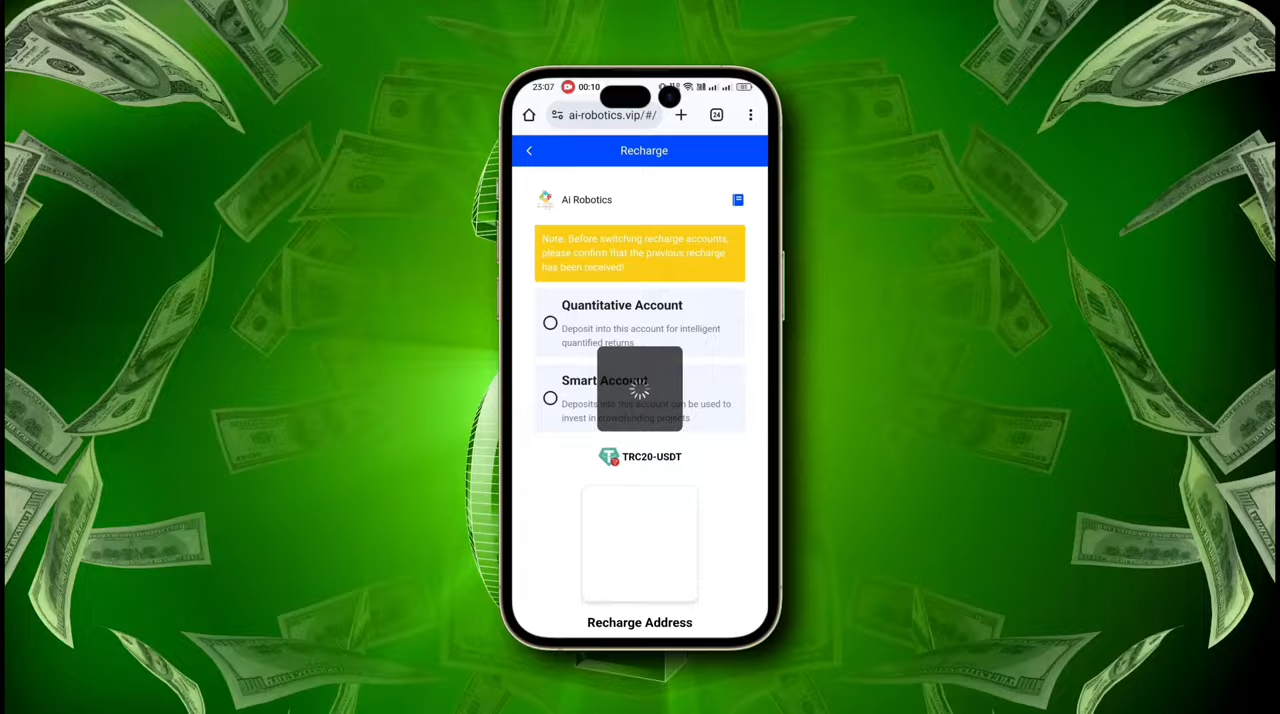 23:07 00:10
ai-robotics.vip/#/ 24
Recharge
Ai Robotics
Note: Before switching recharge accounts,
please confirm that the previous recharge
has been received!
Quantitative Account
Deposit into this account for intelligent
quantified returns.
Smart Account
Deposits into this account can be used to
invest in crowdfunding projects
TRC20-USDT
Recharge Address